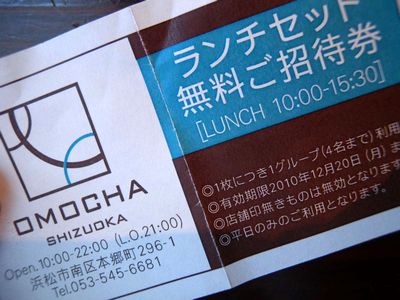 OMOCHA
SHIZUOKA
Open. 10:00-22:00 (L.O.21:00)
浜松市南区本郷町296-1
Tel.053-545-6681
ランチセット
無料ご招待券
[LUNCH 10:00-15:30]
◎1枚につき1グループ(4名まで)利用
◎有効期限2010年12月20日(月)ま
◎店舗印無きものは無効となります
◎平日のみのご利用となります。